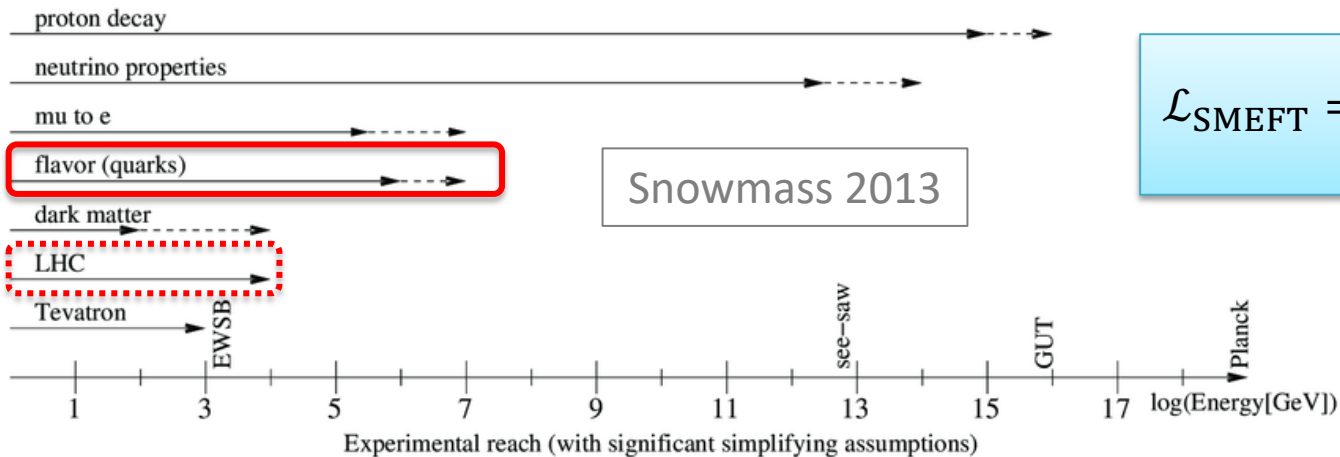 proton decay
neutrino properties
mu to e
flavor (quarks)
dark matter
LHC
Tevatron
Snowmass 2013
ℒ_SMEFT =
EWSB
see-saw
GUT
Planck
1 3 5 7 9 11 13 15 17 log(Energy[GeV])
Experimental reach (with significant simplifying assumptions)